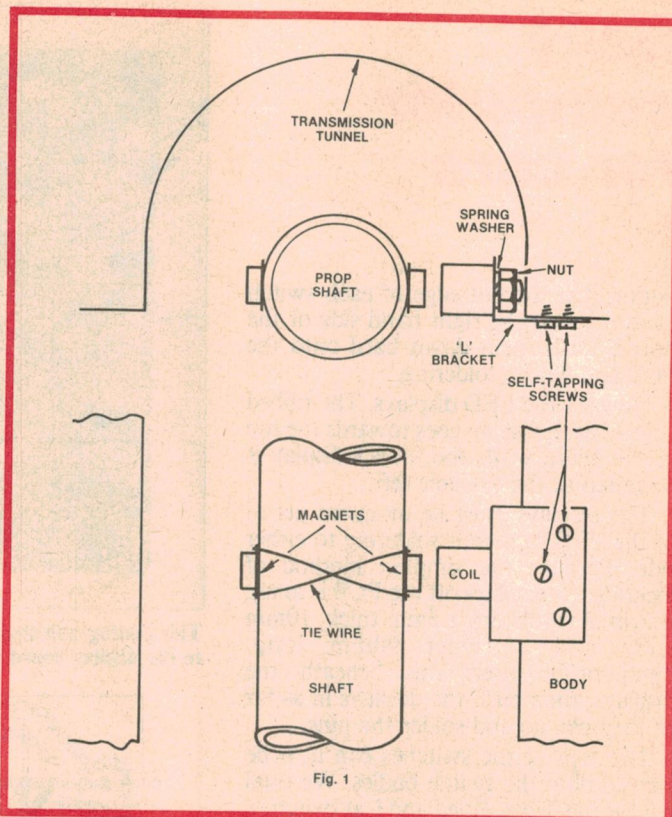 TRANSMISSION
TUNNEL
SPRING
WASHER
NUT
PROP
SHAFT
'L'
BRACKET
SELF-TAPPING
SCREWS
MAGNETS
COIL
TIE WIRE
SHAFT
BODY
Fig. 1